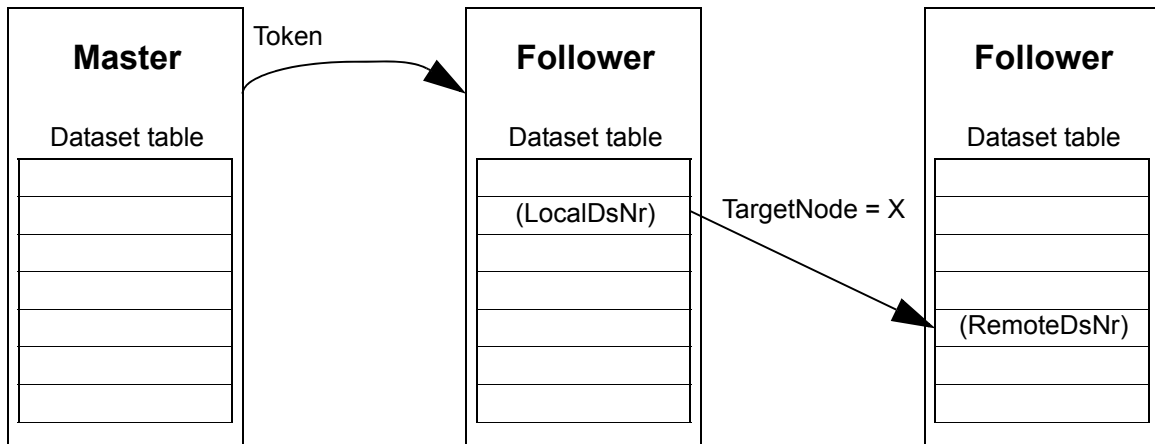 Master
Token
Follower
Follower
Dataset table
Dataset table
Dataset table
(LocalDsNr)
TargetNode = X
(RemoteDsNr)